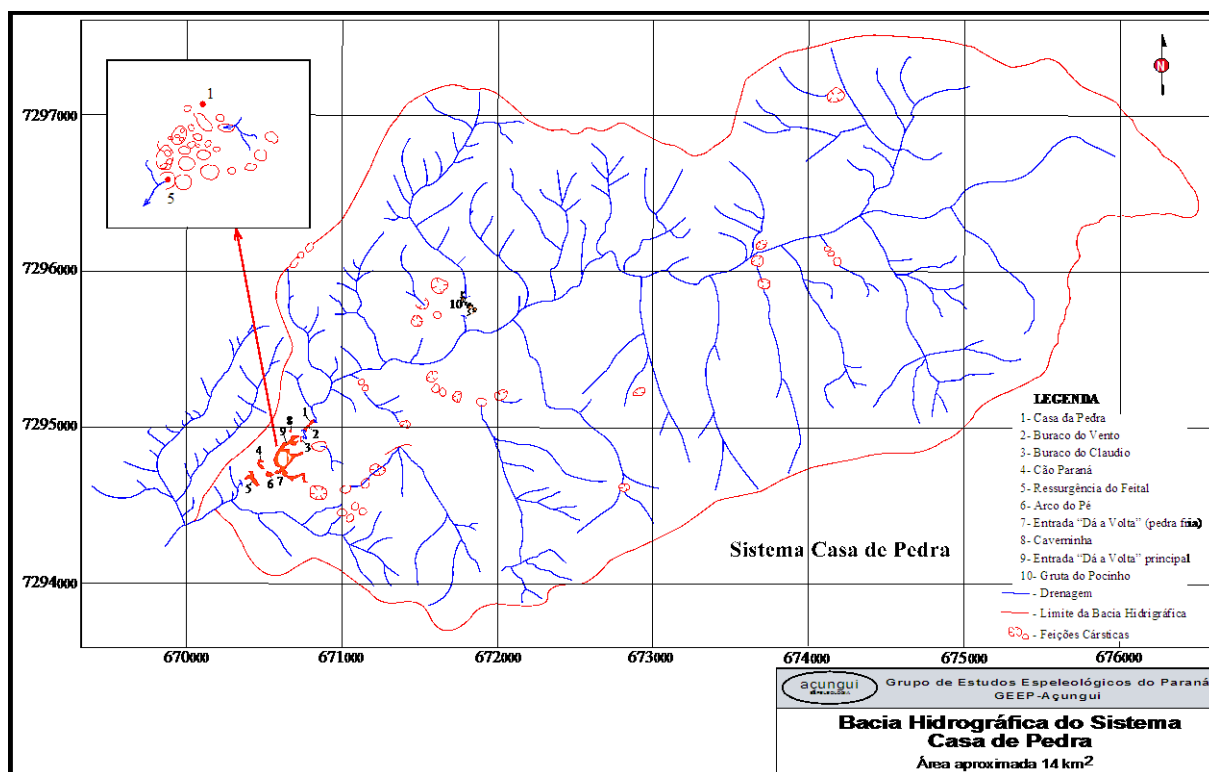 1
5
N
7297000
7296000
7295000
7294000
10
1
8
9
2
3
4
5
6
7
Sistema Casa de Pedra
LEGENDA
1- Casa da Pedra
2- Buraco do Vento
3- Buraco do Claudio
4- Cão Paraná
5- Ressurgência do Feital
6- Arco do Pé
7- Entrada “Dá a Volta” (pedra fria)
8- Caverninha
9- Entrada “Dá a Volta” principal
10- Gruta do Pocinho
- Drenagem
- Limite da Bacia Hidrigráfica
- Feições Cársticas
670000 671000 672000 673000 674000 675000 676000
açungui
ESPELEOLOGIA
Grupo de Estudos Espeleológicos do Paraná
GEEP-Açungui
Bacia Hidrográfica do Sistema
Casa de Pedra
Área aproximada 14 km2